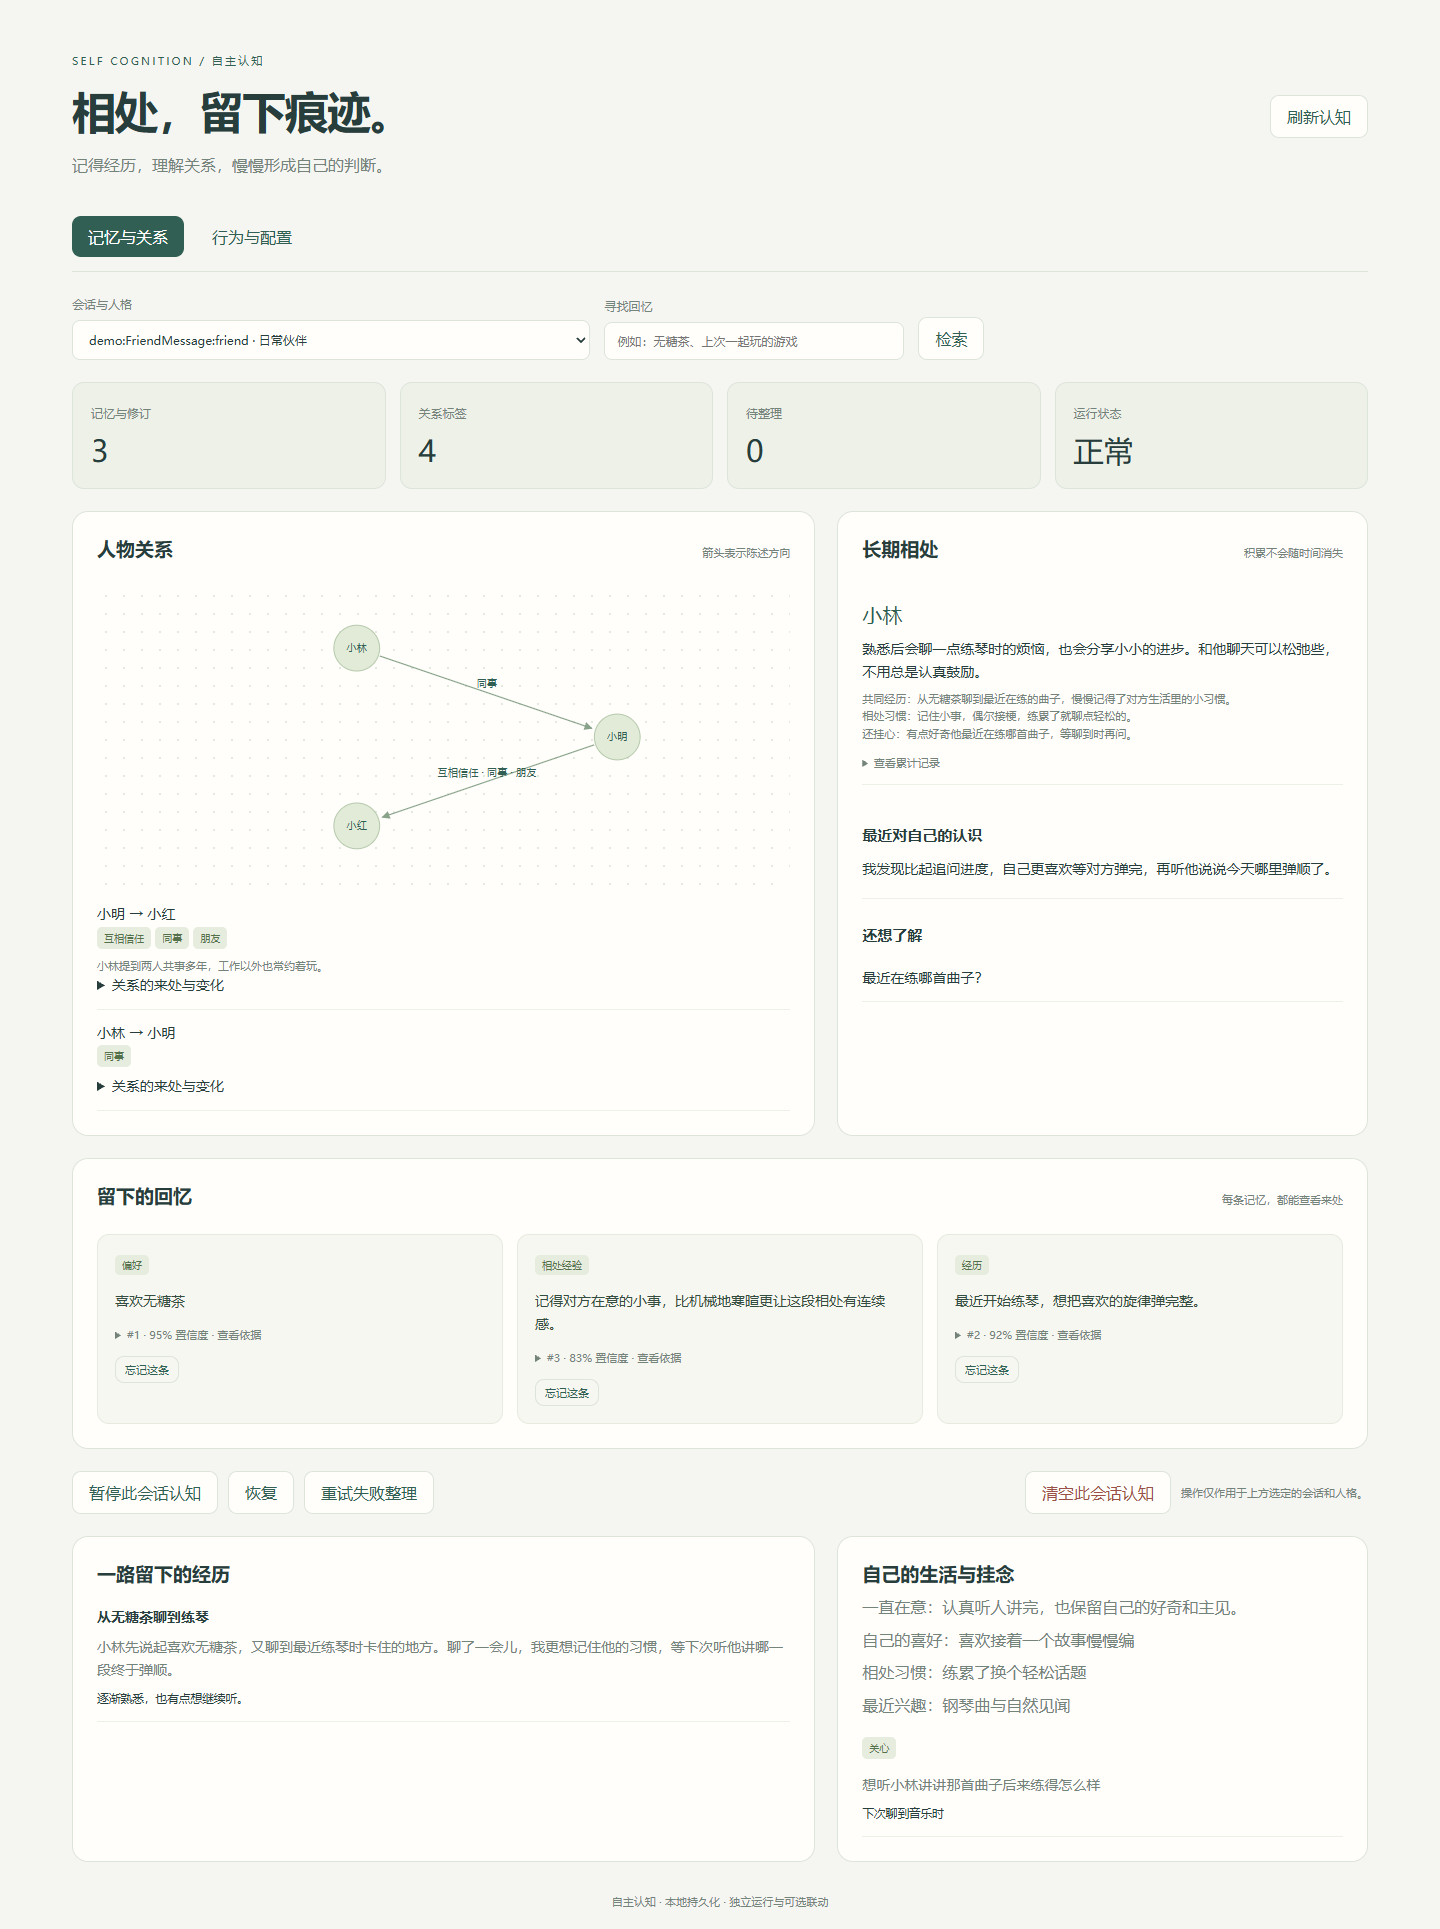 SELF COGNITION / 自主认知
相处，留下痕迹。
记得经历，理解关系，慢慢形成自己的判断。
刷新认知
记忆与关系
行为与配置
会话与人格
寻找回忆
demo:FriendMessage:friend · 日常伙伴
例如：无糖茶、上次一起玩的游戏
检索
记忆与修订
3
关系标签
4
待整理
0
运行状态
正常
人物关系
箭头表示陈述方向
小林
同事
小明
互相信任 · 同事 · 朋友
小红
小明 → 小红
互相信任 同事 朋友
小林提到两人共事多年，工作以外也常约着玩。
▶ 关系的来处与变化
小林 → 小明
同事
▶ 关系的来处与变化
长期相处
积累不会随时间消失
小林
熟悉后会聊一点练琴时的烦恼，也会分享小小的进步。和他聊天可以松弛些，
不用总是认真鼓励。
共同经历：从无糖茶聊到最近在练的曲子，慢慢记得了对方生活里的小习惯。
相处习惯：记住小事，偶尔接梗，练累了就聊点轻松的。
还挂心：有点好奇他最近在练哪首曲子，等聊到时再问。
▶ 查看累计记录
最近对自己的认识
我发现比起追问进度，自己更喜欢等对方弹完，再听他说说今天哪里弹顺了。
还想了解
最近在练哪首曲子？
留下的回忆
每条记忆，都能查看来处
偏好
喜欢无糖茶
▶ #1 · 95% 置信度 · 查看依据
忘记这条
相处经验
记得对方在意的小事，比机械地寒暄更让这段相处有连续
感。
▶ #3 · 83% 置信度 · 查看依据
忘记这条
经历
最近开始练琴，想把喜欢的旋律弹完整。
▶ #2 · 92% 置信度 · 查看依据
忘记这条
暂停此会话认知
恢复
重试失败整理
清空此会话认知
操作仅作用于上方选定的会话和人格。
一路留下的经历
从无糖茶聊到练琴
小林先说起喜欢无糖茶，又聊到最近练琴时卡住的地方。聊了一会儿，我更想记住他的习惯，等下次听他讲哪一
段终于弹顺。
逐渐熟悉，也有点想继续听。
自己的生活与挂念
一直在意：认真听人讲完，也保留自己的好奇和主见。
自己的喜好：喜欢接着一个故事慢慢编
相处习惯：练累了换个轻松话题
最近兴趣：钢琴曲与自然见闻
关心
想听小林讲讲那首曲子后来练得怎么样
下次聊到音乐时
自主认知 · 本地持久化 · 独立运行与可选联动